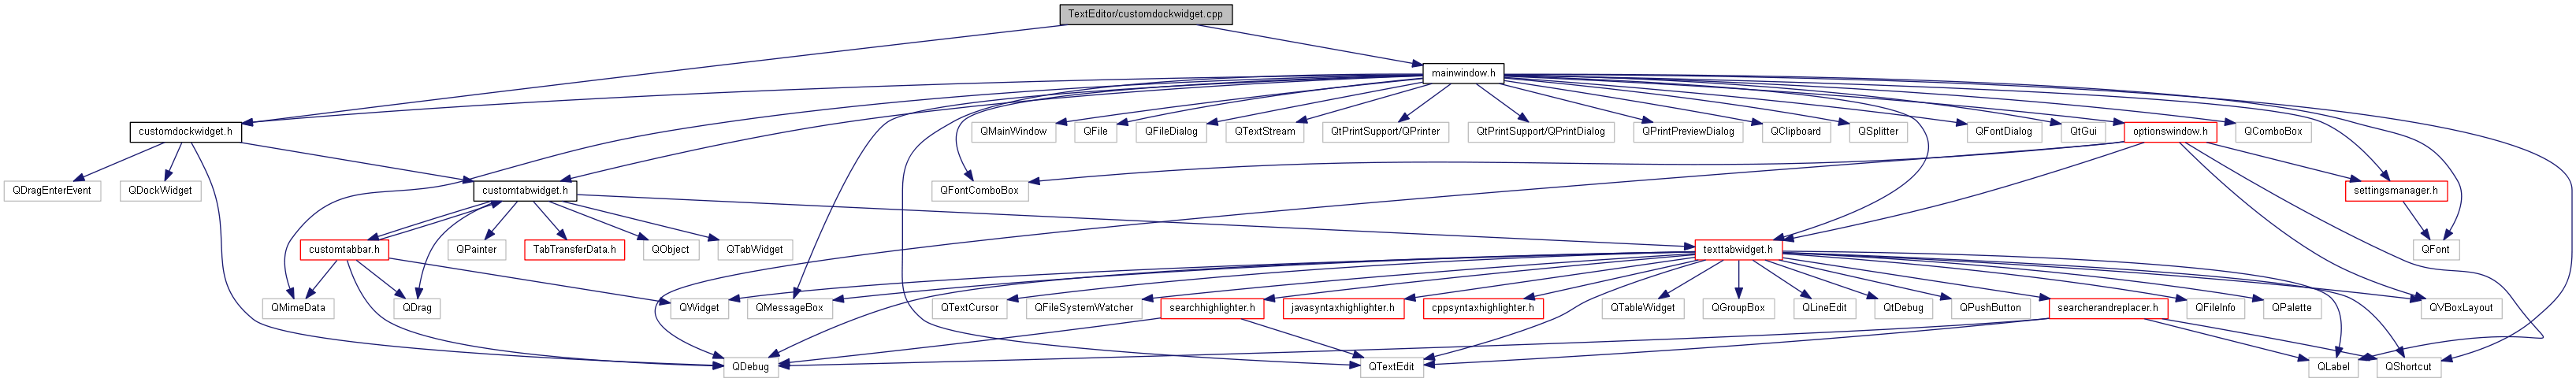 TextEditor/customdockwidget.cpp
mainwindow.h
customdockwidget.h
QMainWindow
QFile
QFileDialog
QTextStream
QtPrintSupport/QPrinter
QtPrintSupport/QPrintDialog
QPrintPreviewDialog
QClipboard
QSplitter
QFontDialog
QtGui
optionswindow.h
QComboBox
QDragEnterEvent
QDockWidget
customtabwidget.h
QFontComboBox
settingsmanager.h
customtabbar.h
QPainter
TabTransferData.h
QObject
QTabWidget
texttabwidget.h
QFont
QMimeData
QDrag
QWidget
QMessageBox
QTextCursor
QFileSystemWatcher
searchhighlighter.h
javasyntaxhighlighter.h
cppsyntaxhighlighter.h
QTableWidget
QGroupBox
QLineEdit
QtDebug
QPushButton
searcherandreplacer.h
QFileInfo
QPalette
QVBoxLayout
QDebug
QTextEdit
QLabel
QShortcut